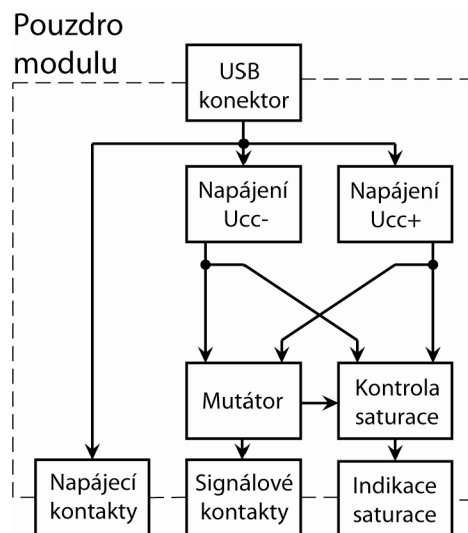 Pouzdro
modulu
USB
konektor
Napájení
Ucc-
Napájení
Ucc+
Mutátor
Kontrola
saturace
Napájecí
kontakty
Signálové
kontakty
Indikace
saturace